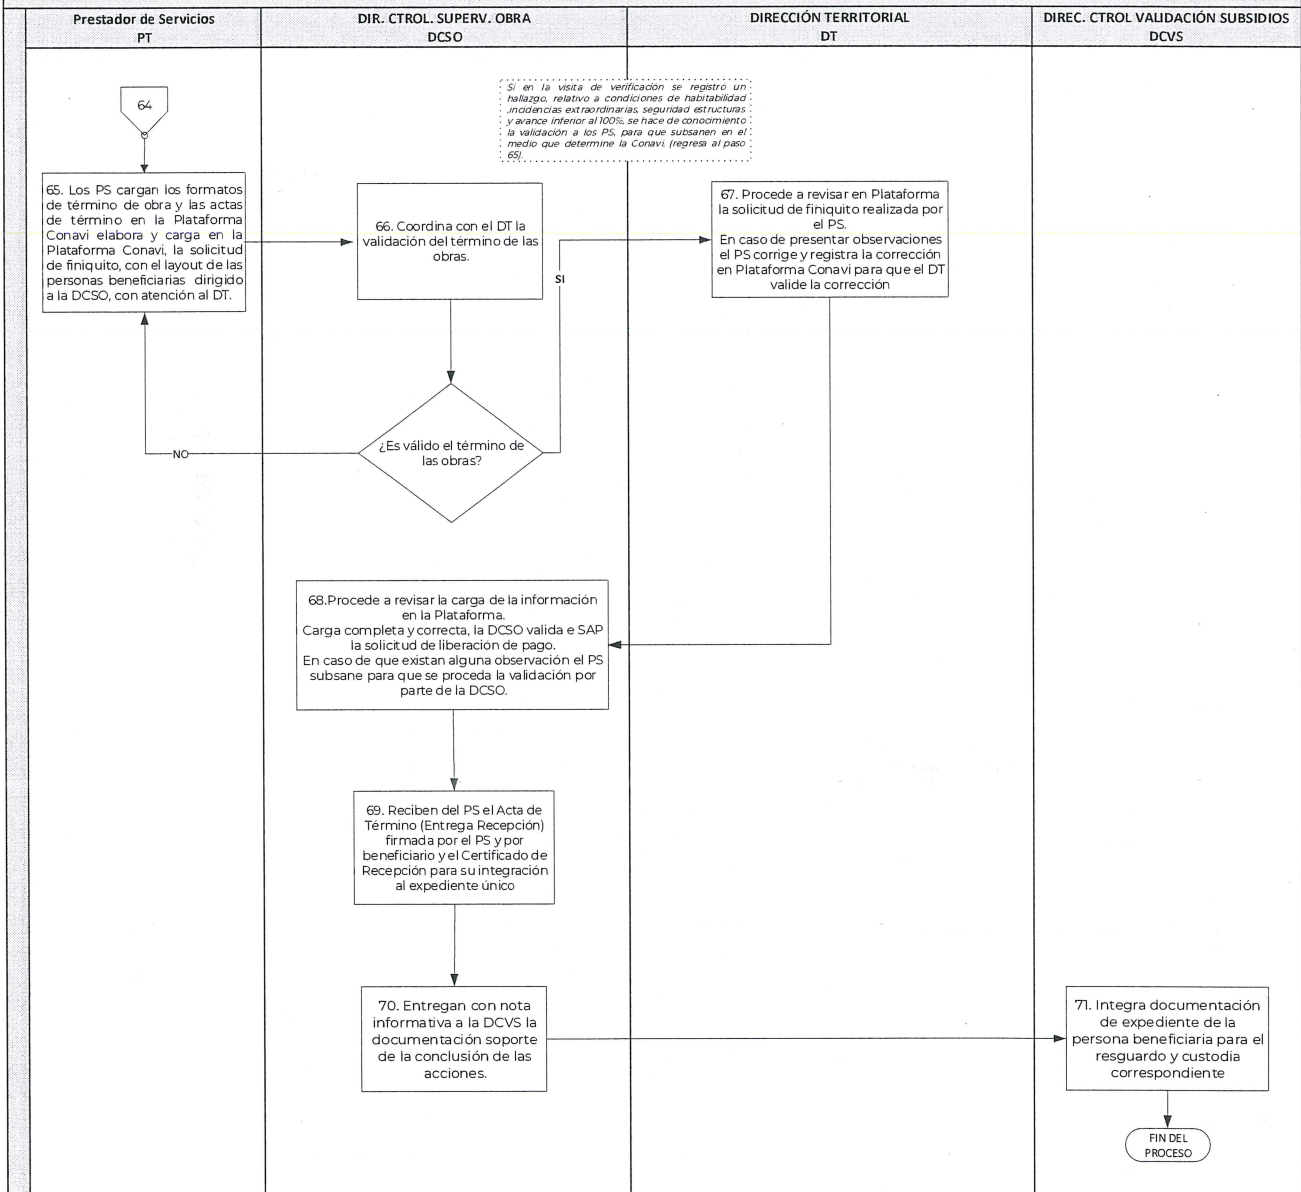 Prestador de Servicios
PT
DIR. CTROL. SUPERV. OBRA
DCSO
DIRECCIÓN TERRITORIAL
DT
DIREC. CTROL VALIDACIÓN SUBSIDIOS
DCVS
64
Si en la visita de verificación se registró un
hallazgo, relativo a condiciones de habitabilidad
,incidencias extraordinarias, seguridad estructuras
y avance inferior al 100%, se hace de conocimiento
la validación a los PS, para que subsanen en el
medio que determine la Conavi. (regresa al paso
65).
65. Los PS cargan los formatos
de término de obra y las actas
de término en la Plataforma
Conavi elabora y carga en la
Plataforma Conavi, la solicitud
de finiquito, con el layout de las
personas beneficiarias dirigido
a la DCSO, con atención al DT.
66. Coordina con el DT la
validación del término de las
obras.
SI
67. Procede a revisar en Plataforma
la solicitud de finiquito realizada por
el PS.
En caso de presentar observaciones
el PS corrige y registra la corrección
en Plataforma Conavi para que el DT
valide la corrección
¿Es válido el término de
las obras?
NO
68.Procede a revisar la carga de la información
en la Plataforma.
Carga completa y correcta, la DCSO valida e SAP
la solicitud de liberación de pago.
En caso de que existan alguna observación el PS
subsane para que se proceda la validación por
parte de la DCSO.
69. Reciben del PS el Acta de
Término (Entrega Recepción)
firmada por el PS y por
beneficiario y el Certificado de
Recepción para su integración
al expediente único
70. Entregan con nota
informativa a la DCVS la
documentación soporte
de la conclusión de las
acciones.
71. Integra documentación
de expediente de la
persona beneficiaria para el
resguardo y custodia
correspondiente
FIN DEL
PROCESO